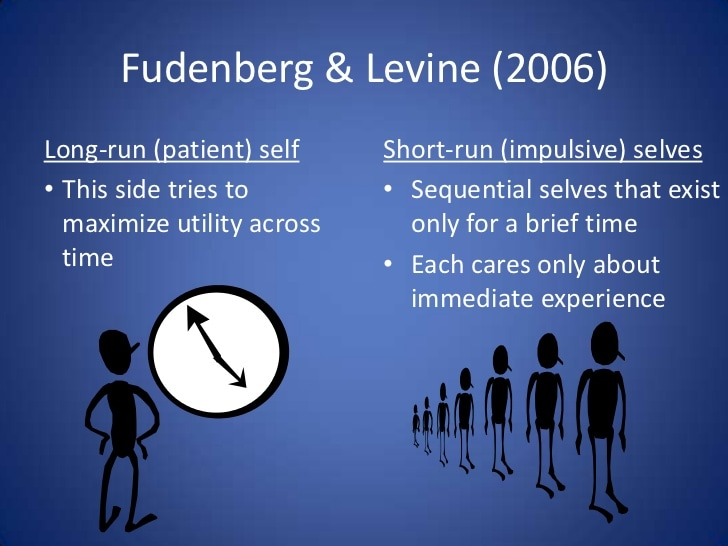 Fudenberg & Levine (2006)
Long-run (patient) self
• This side tries to
maximize utility across
time
Short-run (impulsive) selves
• Sequential selves that exist
only for a brief time
• Each cares only about
immediate experience